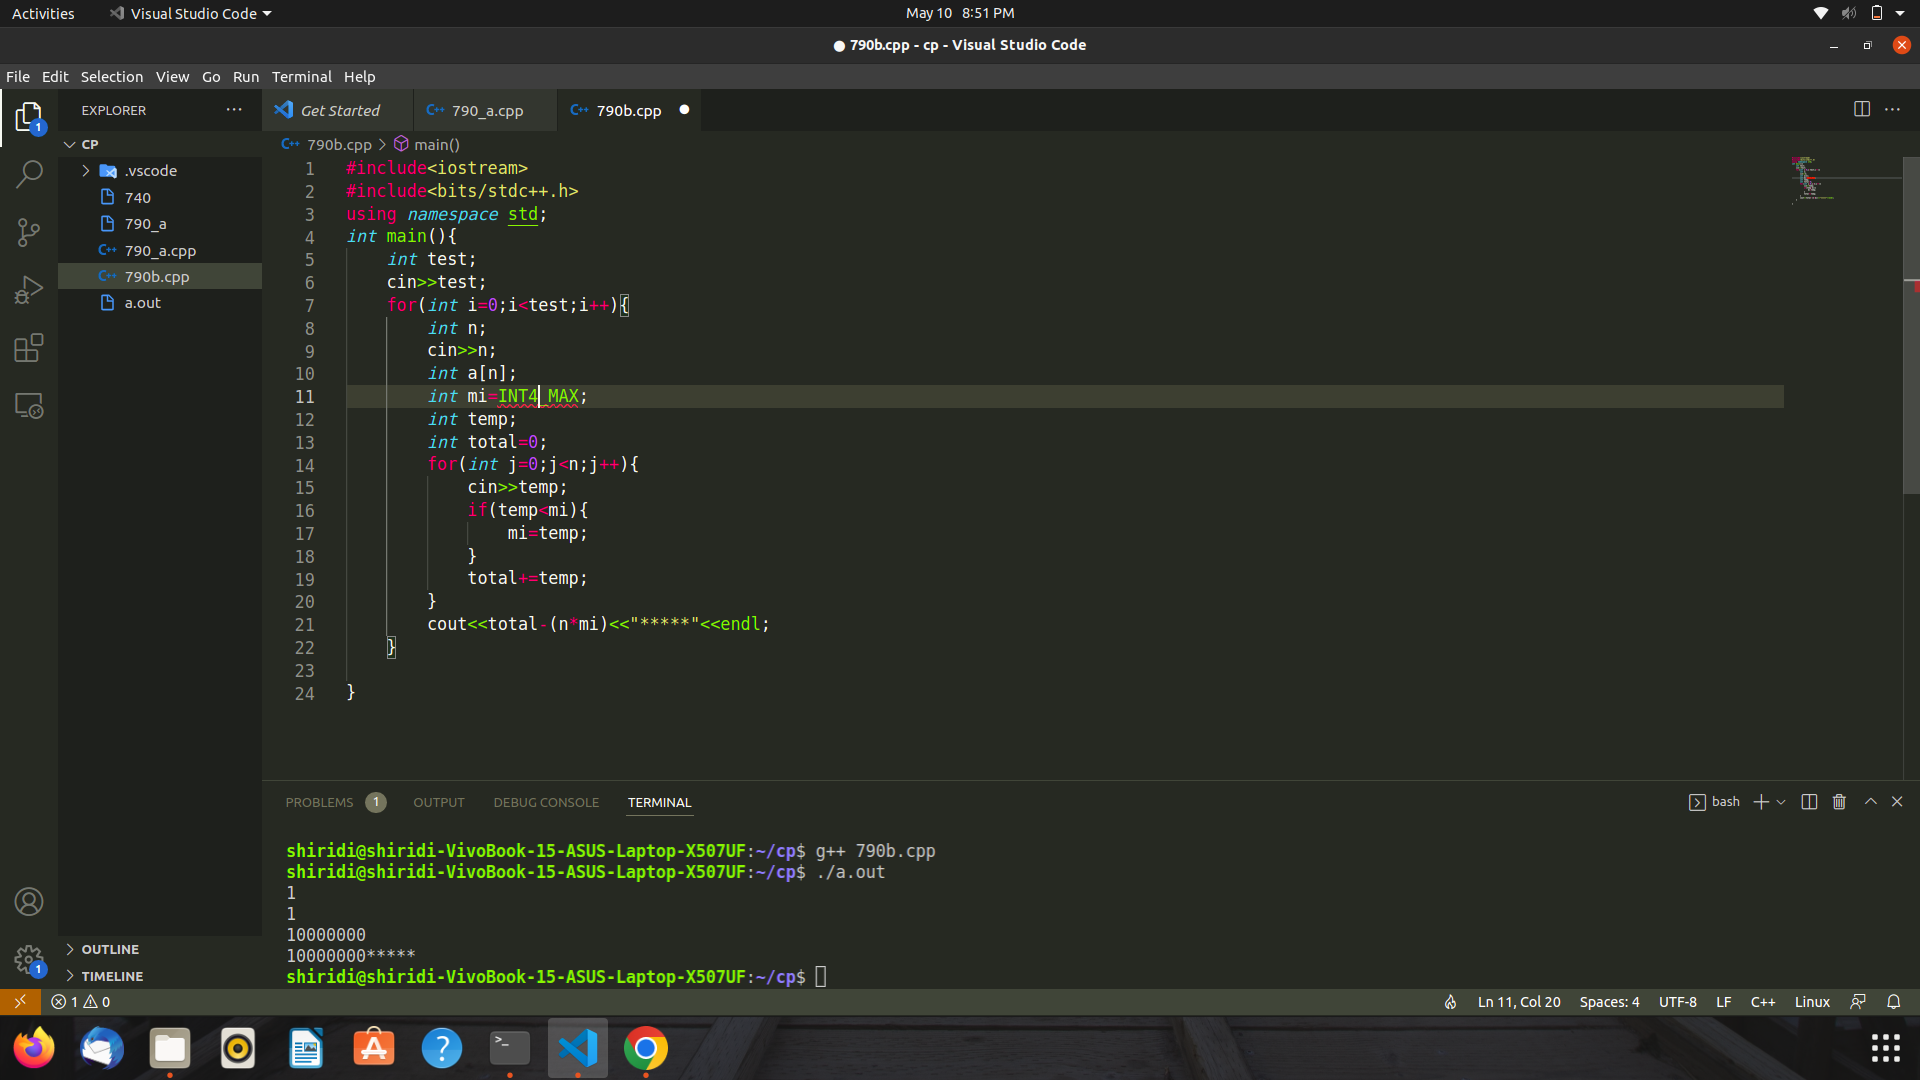 Activities Visual Studio Code May 10 8:51 PM
790b.cpp - cp - Visual Studio Code
File Edit Selection View Go Run Terminal Help
EXPLORER ··· Get Started 790_a.cpp 790b.cpp ···
CP
.vscode
740
790_a
790_a.cpp
790b.cpp
a.out
790b.cpp > main()
1 #include<iostream>
2 #include<bits/stdc++.h>
3 using namespace std;
4 int main(){
5 int test;
6 cin>>test;
7 for(int i=0;i<test;i++){
8 int n;
9 cin>>n;
10 int a[n];
11 int mi=INT4_MAX;
12 int temp;
13 int total=0;
14 for(int j=0;j<n;j++){
15 cin>>temp;
16 if(temp<mi){
17 mi=temp;
18 }
19 total+=temp;
20 }
21 cout<<total-(n*mi)<<"*****"<<endl;
22 }
23
24 }
PROBLEMS 1 OUTPUT DEBUG CONSOLE TERMINAL bash
shiridi@shiridi-VivoBook-15-ASUS-Laptop-X507UF:~/cp$ g++ 790b.cpp
shiridi@shiridi-VivoBook-15-ASUS-Laptop-X507UF:~/cp$ ./a.out
1
1
10000000
10000000*****
shiridi@shiridi-VivoBook-15-ASUS-Laptop-X507UF:~/cp$
OUTLINE
TIMELINE
1
1
1 0 Ln 11, Col 20 Spaces: 4 UTF-8 LF C++ Linux